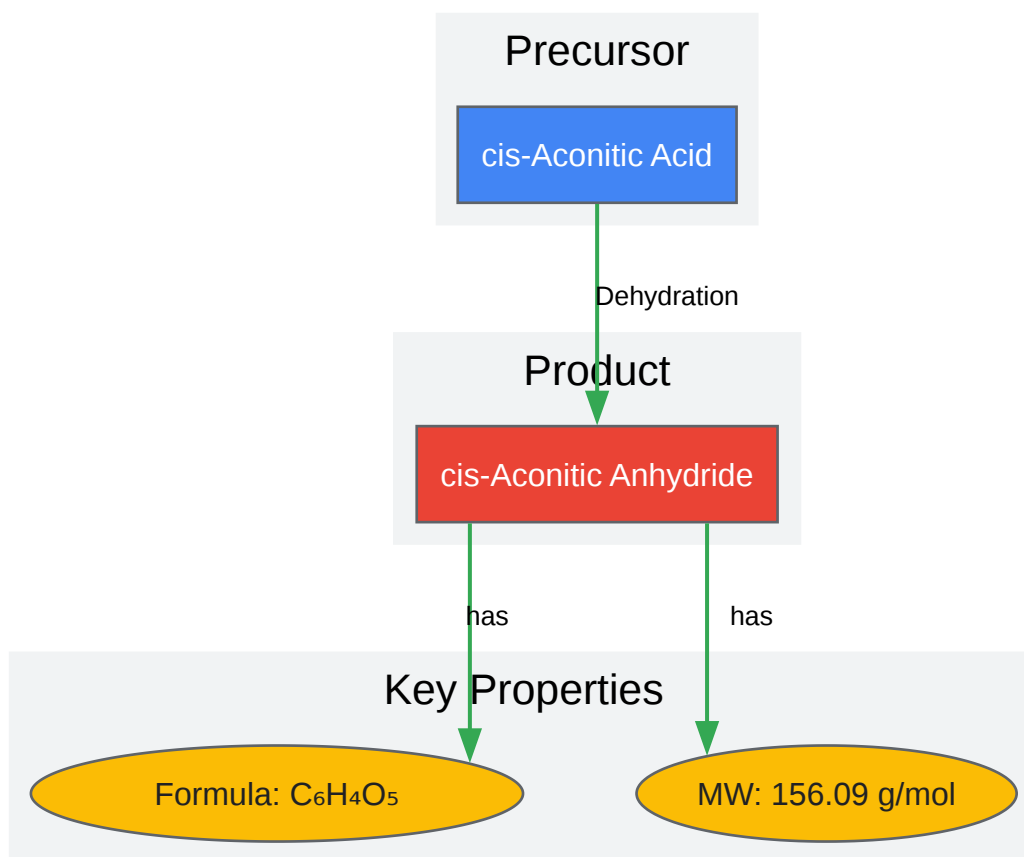 Precursor
cis-Aconitic Acid
Dehydration
Product
cis-Aconitic Anhydride
has
has
Key Properties
Formula: C₆H₄O₅
MW: 156.09 g/mol